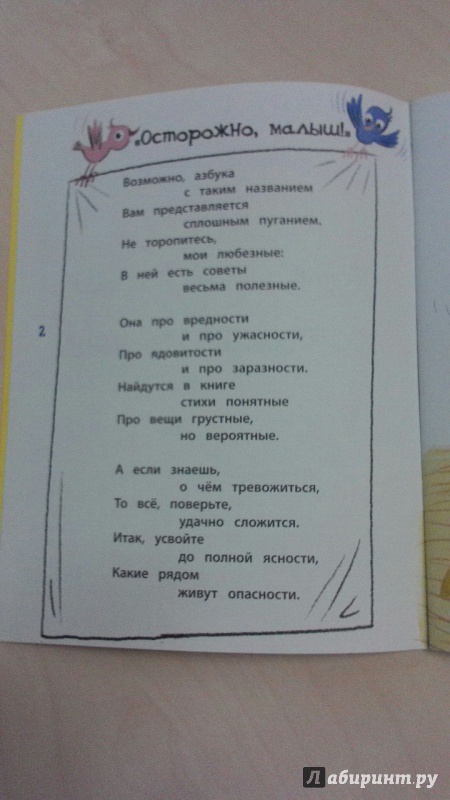 «Осторожно, малыш!»
Возможно, азбука
с таким названием
Вам представляется
сплошным пуганием.
Не торопитесь,
мои любезные:
В ней есть советы
весьма полезные.
2
Она про вредности
и про ужасности,
Про ядовитости
и про заразности.
Найдутся в книге
стихи понятные
Про вещи грустные,
но вероятные.
А если знаешь,
о чём тревожиться,
То всё, поверьте,
удачно сложится.
Итак, усвойте
до полной ясности,
Какие рядом
живут опасности.
Лабиринт.ру